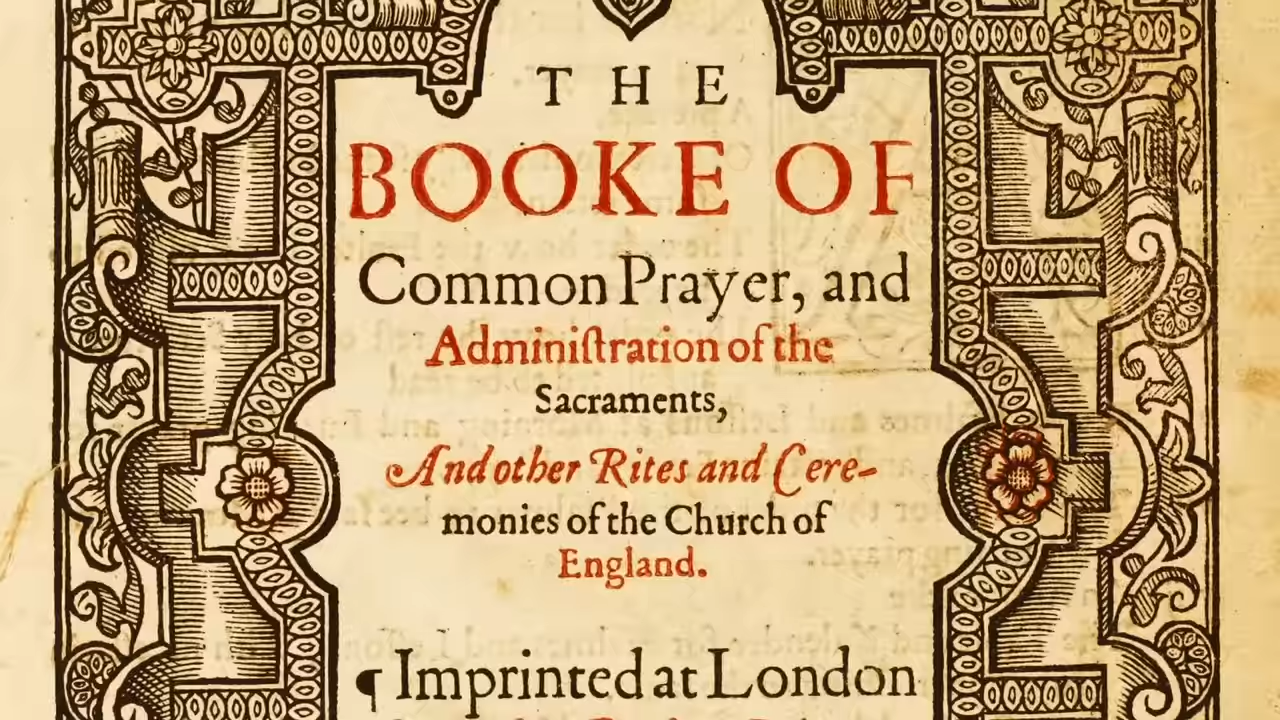 THE
BOOKE OF
Common Prayer, and
Adminiſtration of the
Sacraments,
And other Rites and Cere-
monies of the Church of
England.
¶ Imprinted at London